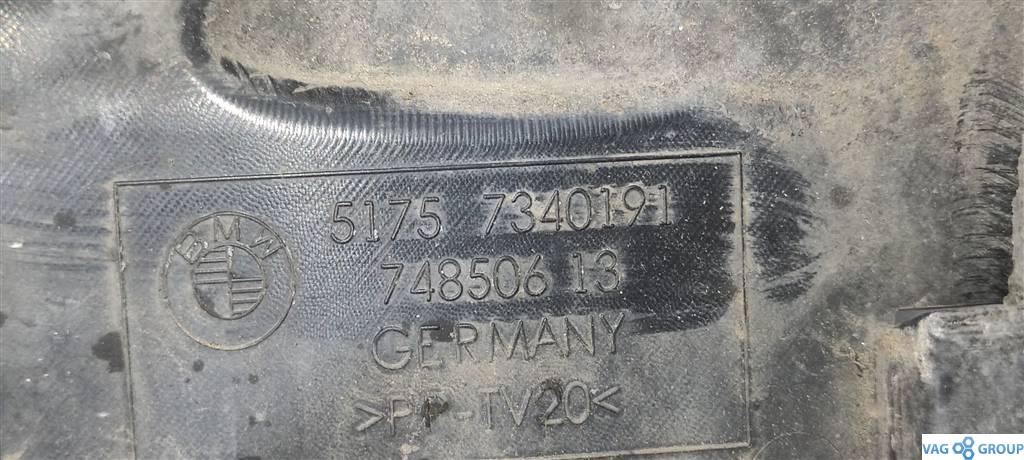 5175 7340191
BMW
748506 13
GERMANY
>PP-TV20<
VAG GROUP